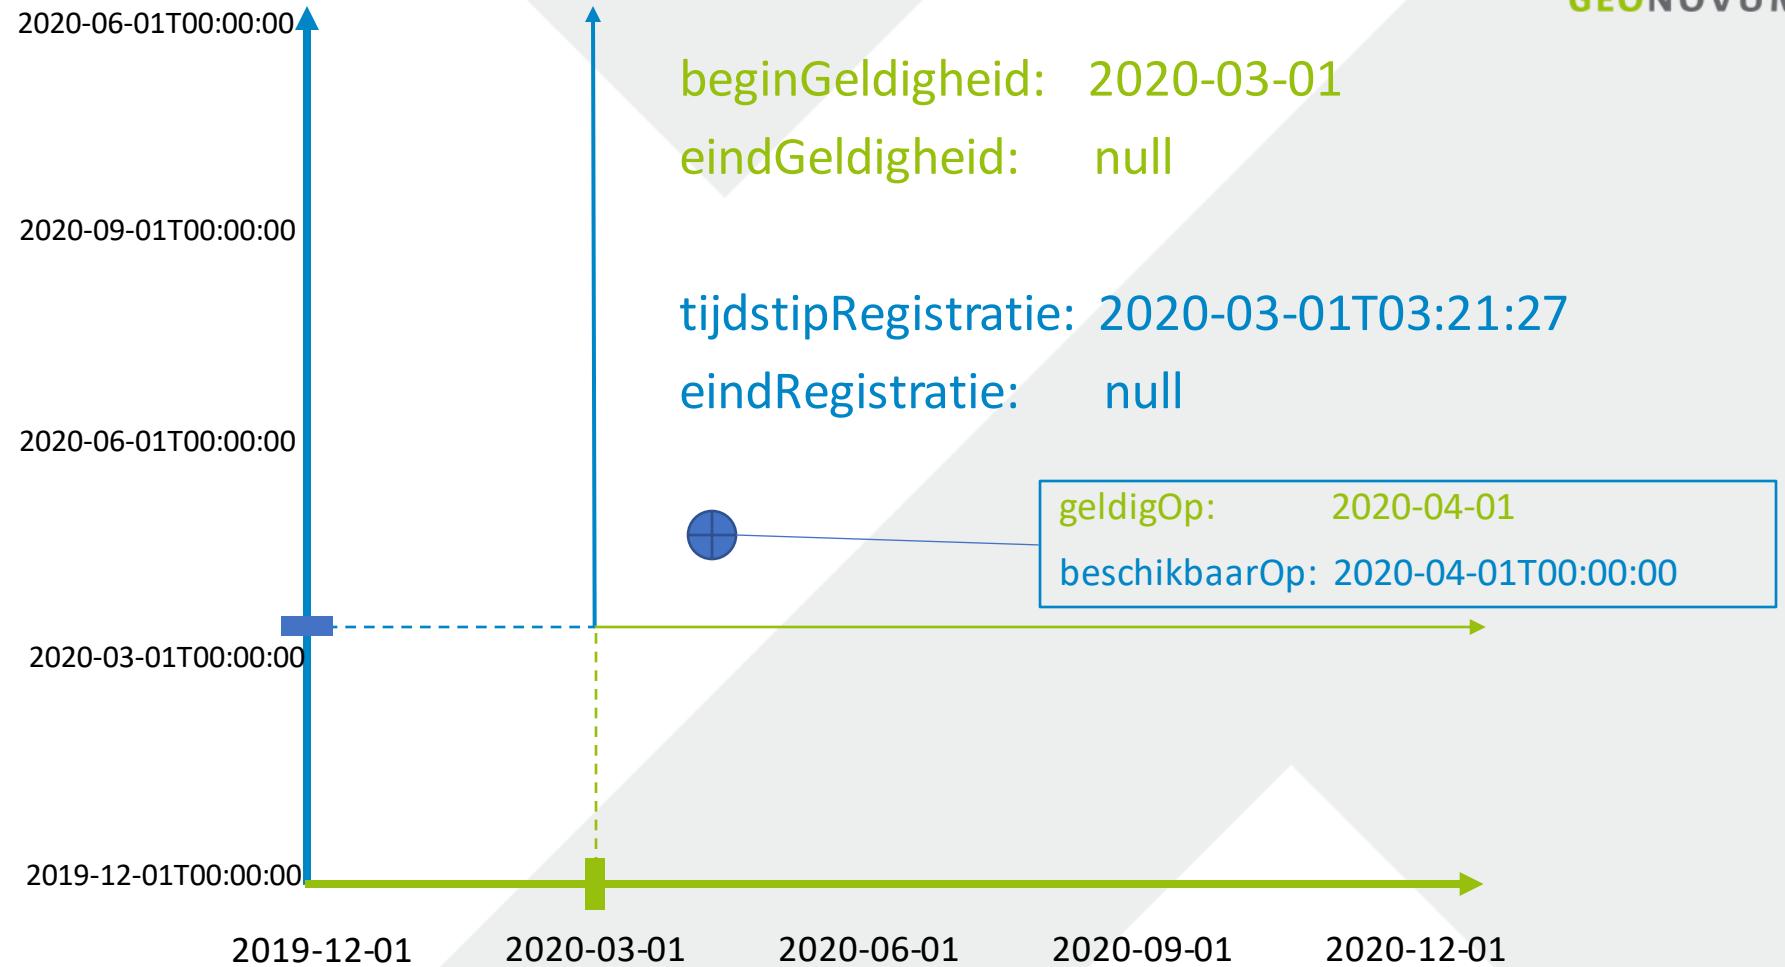 GEONOVUM
2020-06-01T00:00:00
beginGeldigheid: 2020-03-01
eindGeldigheid: null
2020-09-01T00:00:00
tijdstipRegistratie: 2020-03-01T03:21:27
eindRegistratie: null
2020-06-01T00:00:00
geldigOp: 2020-04-01
beschikbaarOp: 2020-04-01T00:00:00
2020-03-01T00:00:00
2019-12-01T00:00:00
2019-12-01 2020-03-01 2020-06-01 2020-09-01 2020-12-01